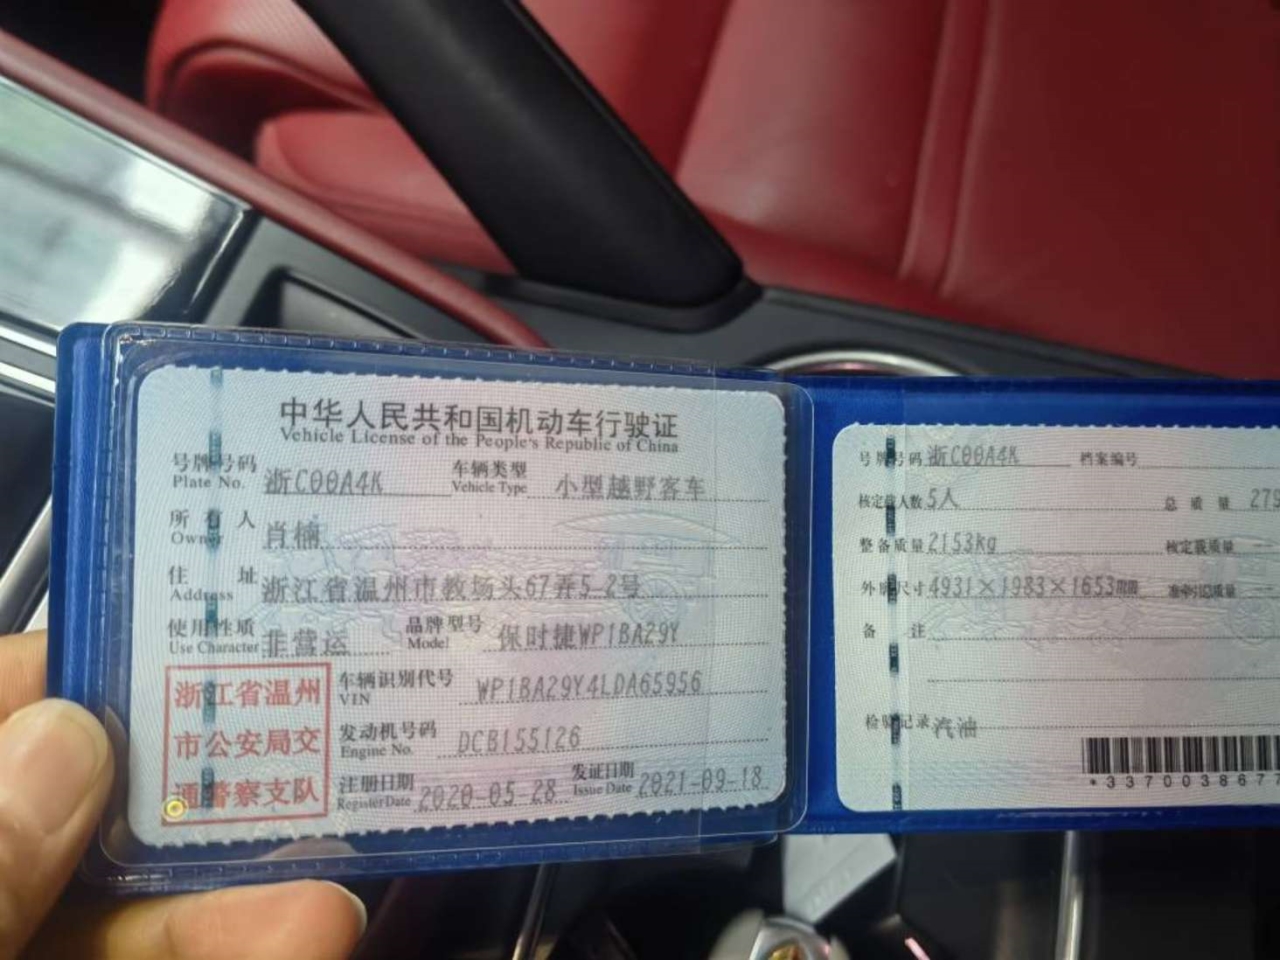 中华人民共和国机动车行驶证
Vehicle License of the People's Republic of China
号牌号码 浙C00A4K 车辆类型 小型越野客车
Plate No. Vehicle Type
所有人 肖楠
Owner
住址 浙江省温州市教场头67弄5-2号
Address
使用性质 非营运 品牌型号 保时捷WP1BA29Y
Use Character Model
浙江省温州
市公安局交
通警察支队
车辆识别代号 WP1BA29Y4LDA65956
VIN
发动机号码 DCB155126
Engine No.
注册日期 2020-05-28 发证日期 2021-09-18
Register Date Issue Date
号牌号码 浙C00A4K 档案编号
核定载人数 5人 总质量 275
整备质量 2153kg 核定载质量 --
外廓尺寸 4931×1983×1653mm 准牵引总质量 --
备注
检验记录 汽油
*33700386 7